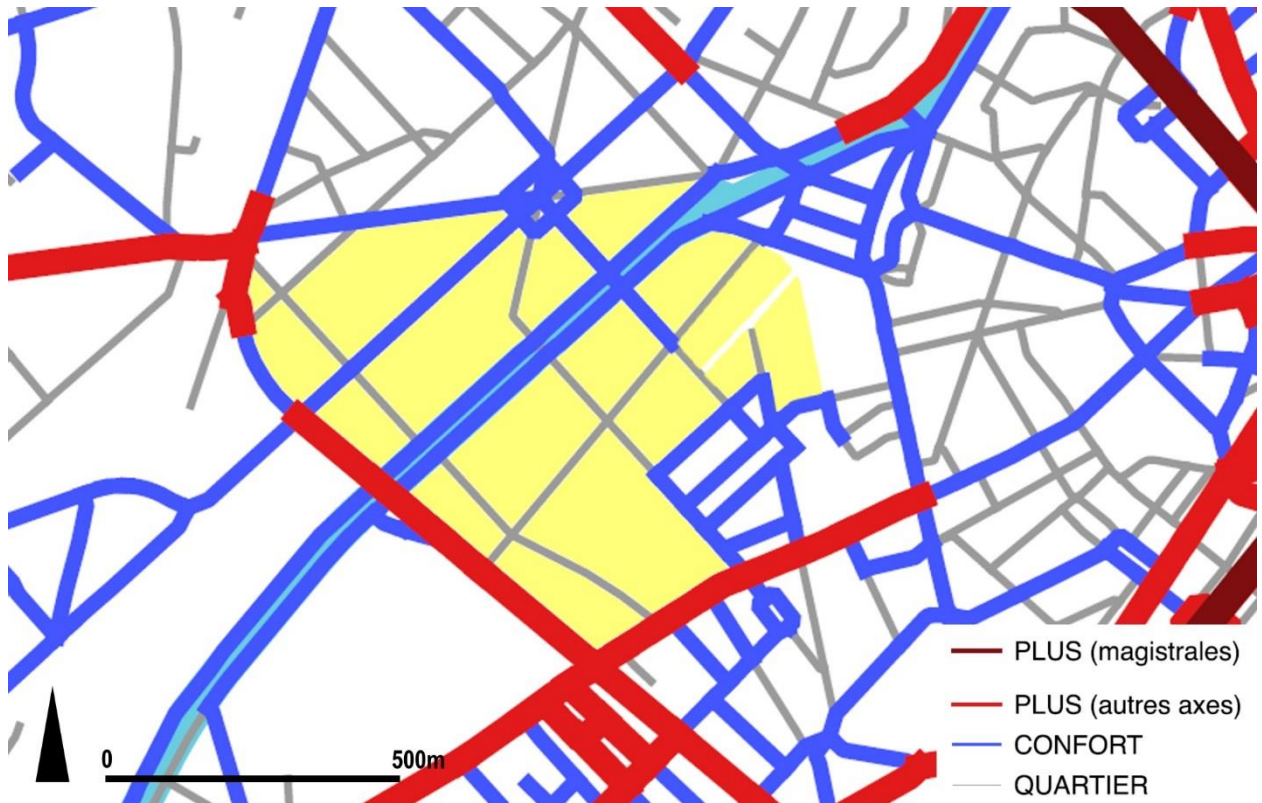 PLUS (magistrales)
PLUS (autres axes)
CONFORT
QUARTIER
0 500m